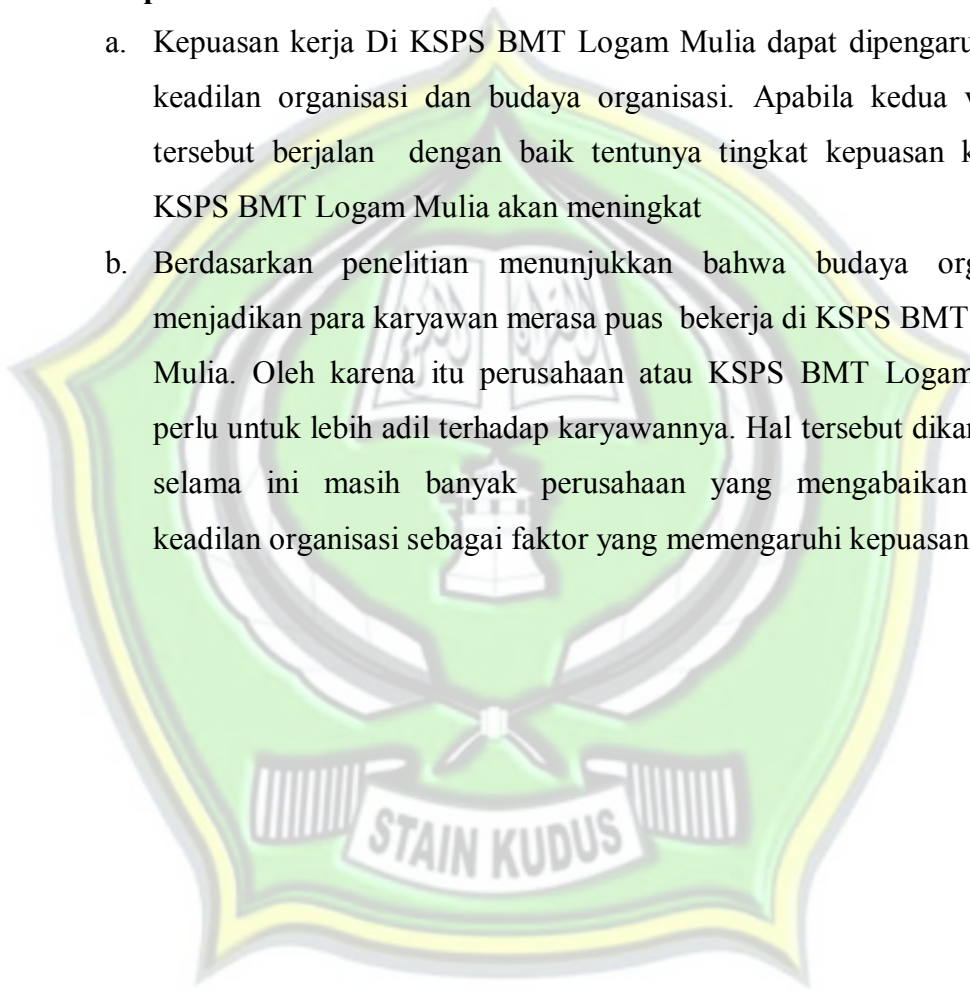 a. Kepuasan kerja Di KSPS BMT Logam Mulia dapat
keadilan organisasi dan budaya organisasi. Apabila kedua
tersebut berjalan dengan baik tentunya tingkat kepuasan
KSPS BMT Logam Mulia akan meningkat
b. Berdasarkan penelitian menunjukkan bahwa budaya
menjadikan para karyawan merasa puas bekerja di KSPS BMT
Mulia. Oleh karena itu perusahaan atau KSPS BMT Logam
perlu untuk lebih adil terhadap karyawannya. Hal tersebut
selama ini masih banyak perusahaan yang mengabaikan
keadilan organisasi sebagai faktor yang memengaruhi kepuasan
STAIN KUDUS